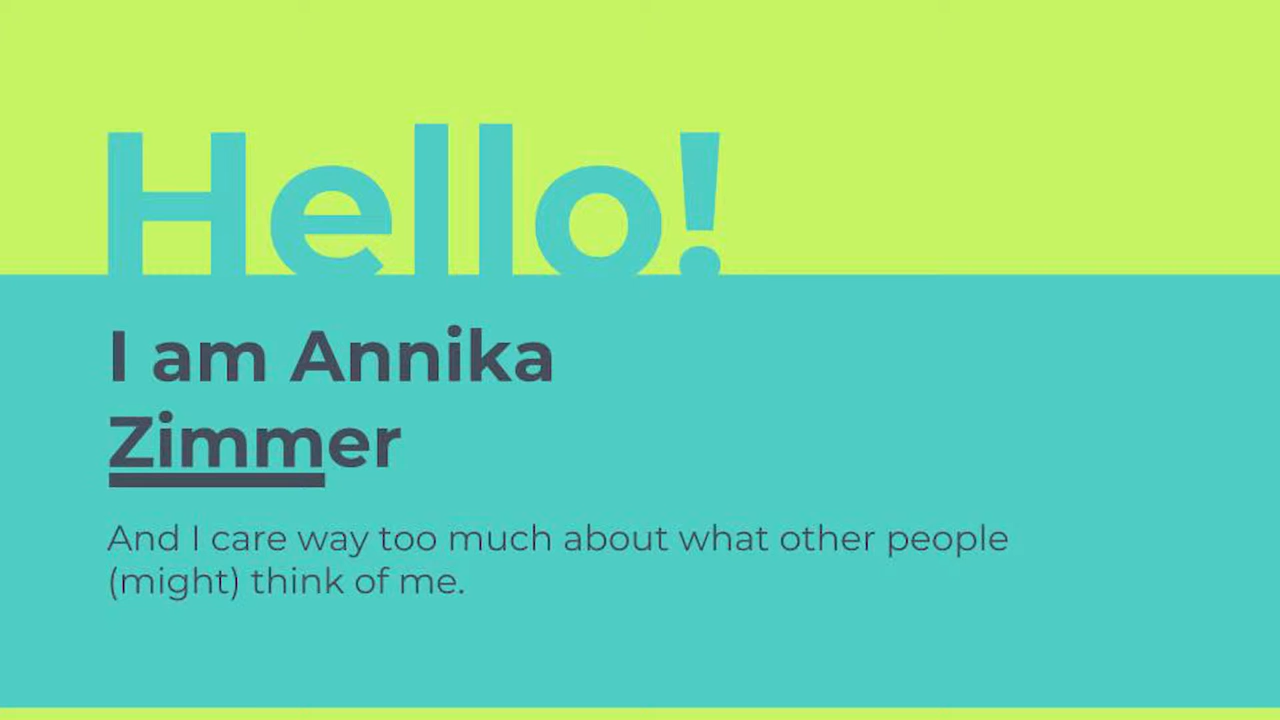 Hello!
I am Annika
Zimmer
And I care way too much about what other people
(might) think of me.